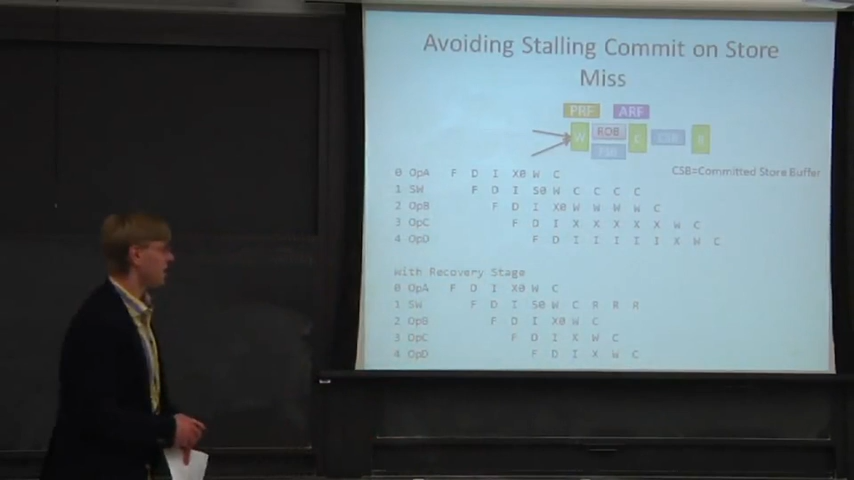 Avoiding Stalling Commit on Store
Miss
PRF ARF
W ROB C R
CSB=Committed Store Buffer
0 OpA F D I X0 W C
1 SW F D I S0 W C C C C
2 OpB F D I X0 W W W W C
3 OpC F D I X X X X X W C
4 OpD F D I I I I I X W C
with Recovery Stage
0 OpA F D I X0 W C
1 SW F D I S0 W C R R R
2 OpB F D I X0 W C
3 OpC F D I X W C
4 OpD F D I X W C